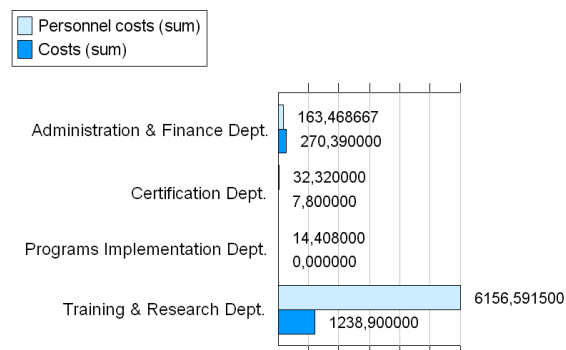 Personnel costs (sum)
Costs (sum)
Administration & Finance Dept.
163,468667
270,390000
Certification Dept.
32,320000
7,800000
Programs Implementation Dept.
14,408000
0,000000
Training & Research Dept.
6156,591500
1238,900000